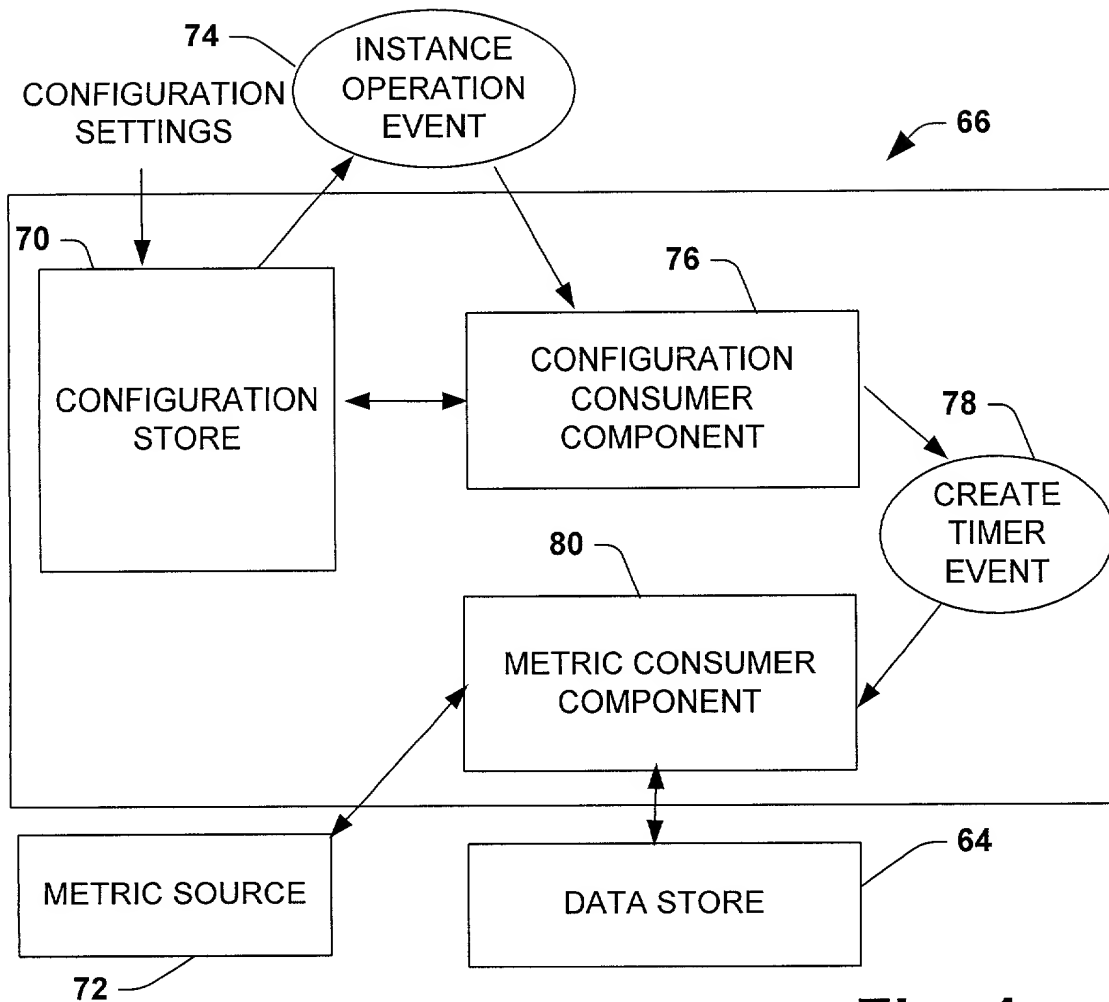 74
INSTANCE
OPERATION
EVENT
CONFIGURATION
SETTINGS
66
70
76
CONFIGURATION
STORE
CONFIGURATION
CONSUMER
COMPONENT
78
CREATE
TIMER
EVENT
80
METRIC CONSUMER
COMPONENT
METRIC SOURCE
64
DATA STORE
72